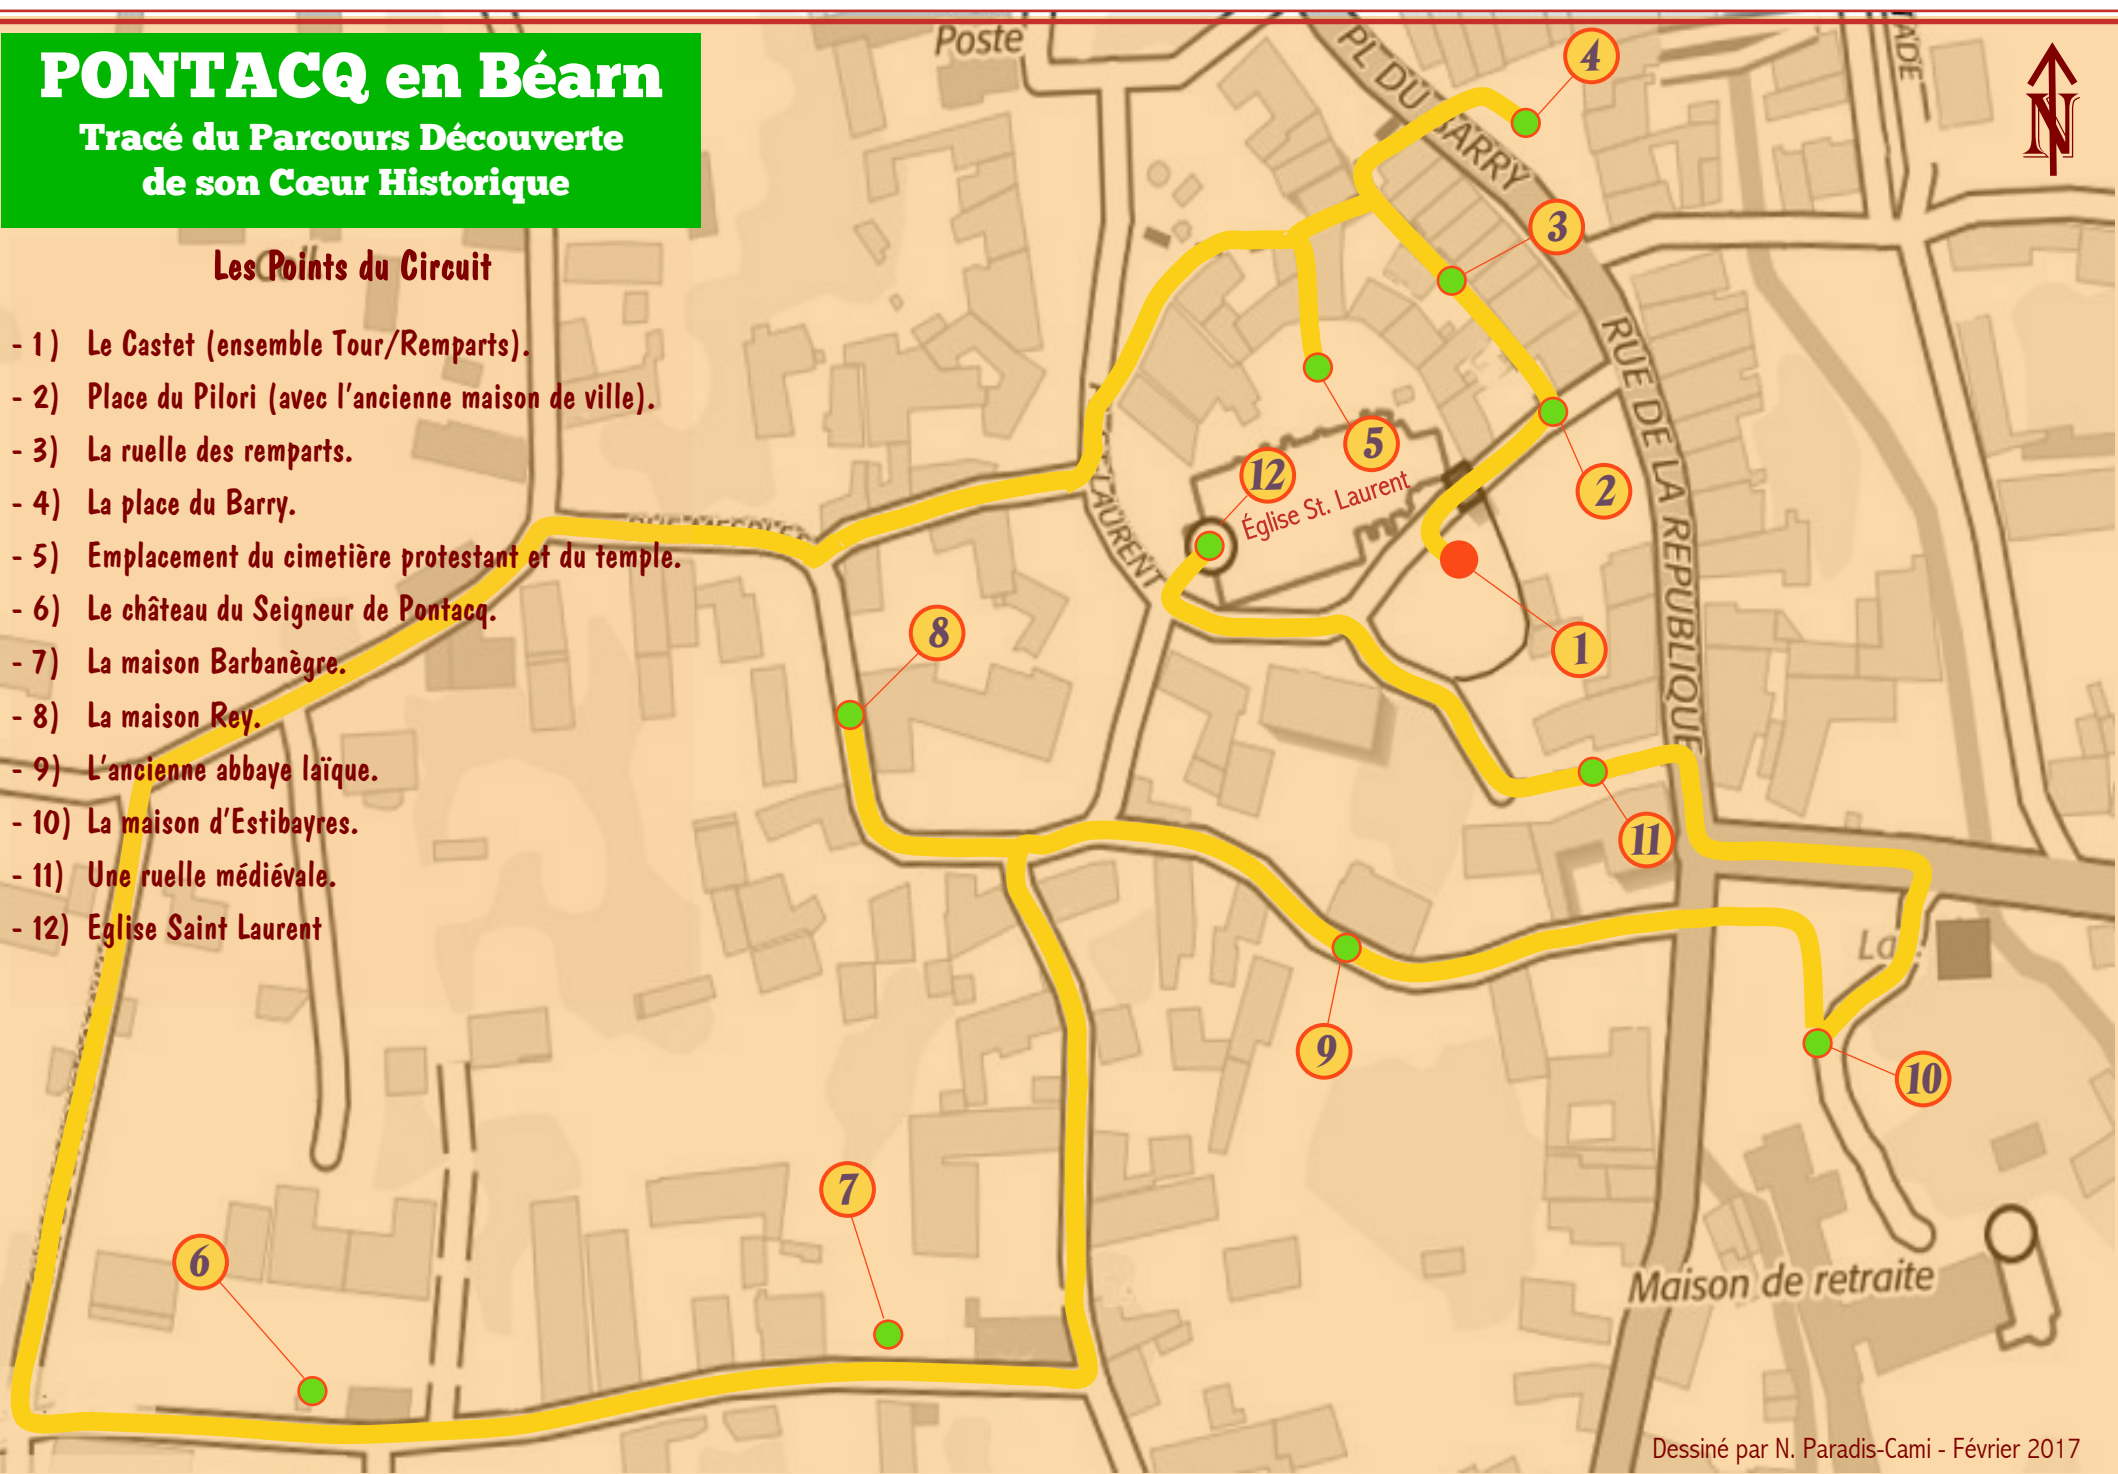 PONTACQ en Béarn
Tracé du Parcours Découverte
de son Cœur Historique
Les Points du Circuit
- 1) Le Castet (ensemble Tour/Remparts).
- 2) Place du Pilori (avec l'ancienne maison de ville).
- 3) La ruelle des remparts.
- 4) La place du Barry.
- 5) Emplacement du cimetière protestant et du temple.
- 6) Le château du Seigneur de Pontacq.
- 7) La maison Barbanègre.
- 8) La maison Rey.
- 9) L'ancienne abbaye laïque.
- 10) La maison d'Estibayres.
- 11) Une ruelle médiévale.
- 12) Eglise Saint Laurent
Poste
PL DU BARRY
N
4
3
5
12
2
Église St. Laurent
LAURENT
RUE DE LA REPUBLIQUE
1
8
11
9
10
7
6
Maison de retraite
Dessiné par N. Paradis-Cami - Février 2017